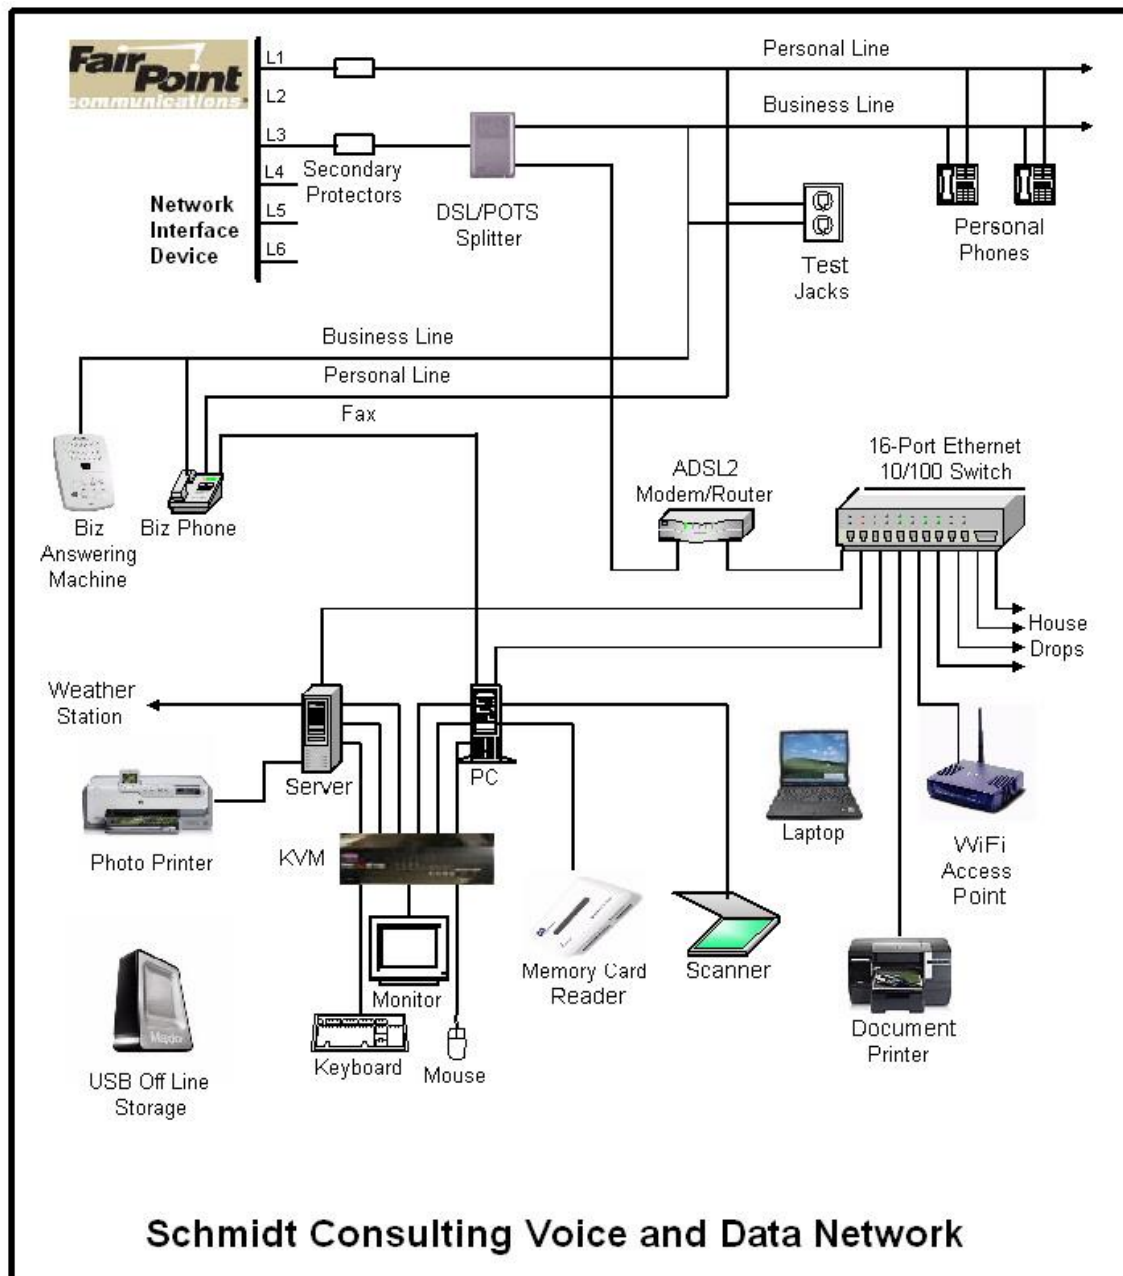 FairPoint
communications
L1
L2
L3
L4
L5
L6
Network
Interface
Device
Secondary
Protectors
DSL/POTS
Splitter
Personal Line
Business Line
Test
Jacks
Personal
Phones
Business Line
Personal Line
Fax
Biz
Answering
Machine
Biz Phone
ADSL2
Modem/Router
16-Port Ethernet
10/100 Switch
House
Drops
Weather
Station
Server
PC
Photo Printer
KVM
Laptop
WiFi
Access
Point
Monitor
Memory Card
Reader
Scanner
Document
Printer
Maxtor
USB Off Line
Storage
Keyboard
Mouse
Schmidt Consulting Voice and Data Network